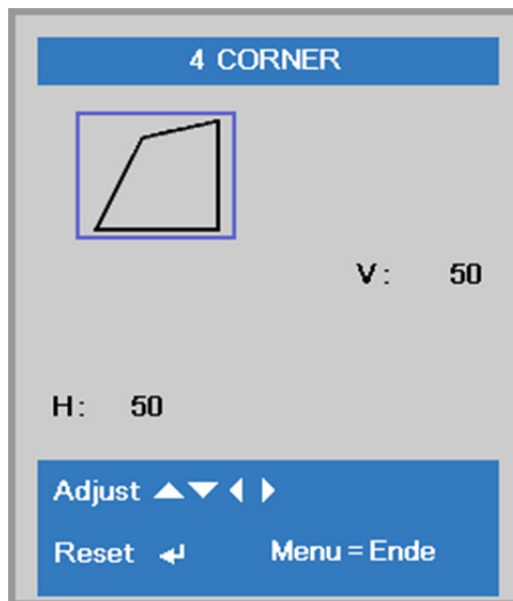 4 CORNER
V: 50
H: 50
Adjust ▲▼◀▶
Reset ↵ Menu = Ende